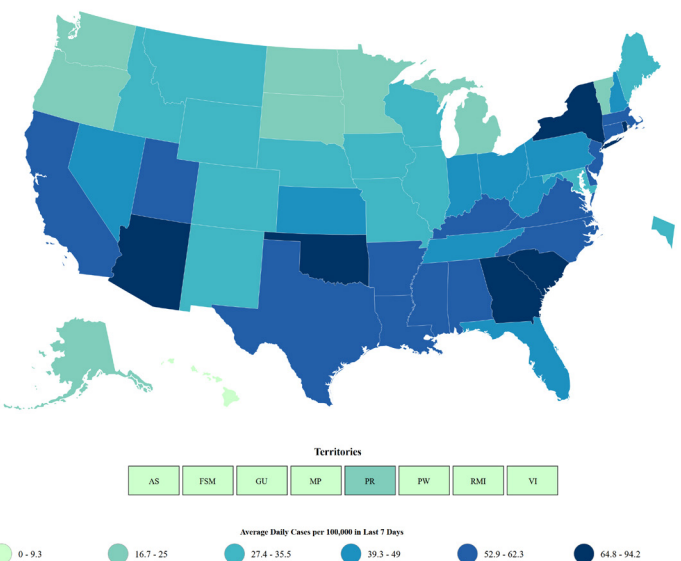 Territories
AS FSM GU MP PR PW RMI VI
Average Daily Cases per 100,000 in Last 7 Days
0 - 9.3 16.7 - 25 27.4 - 35.5 39.3 - 49 52.9 - 62.3 64.8 - 94.2